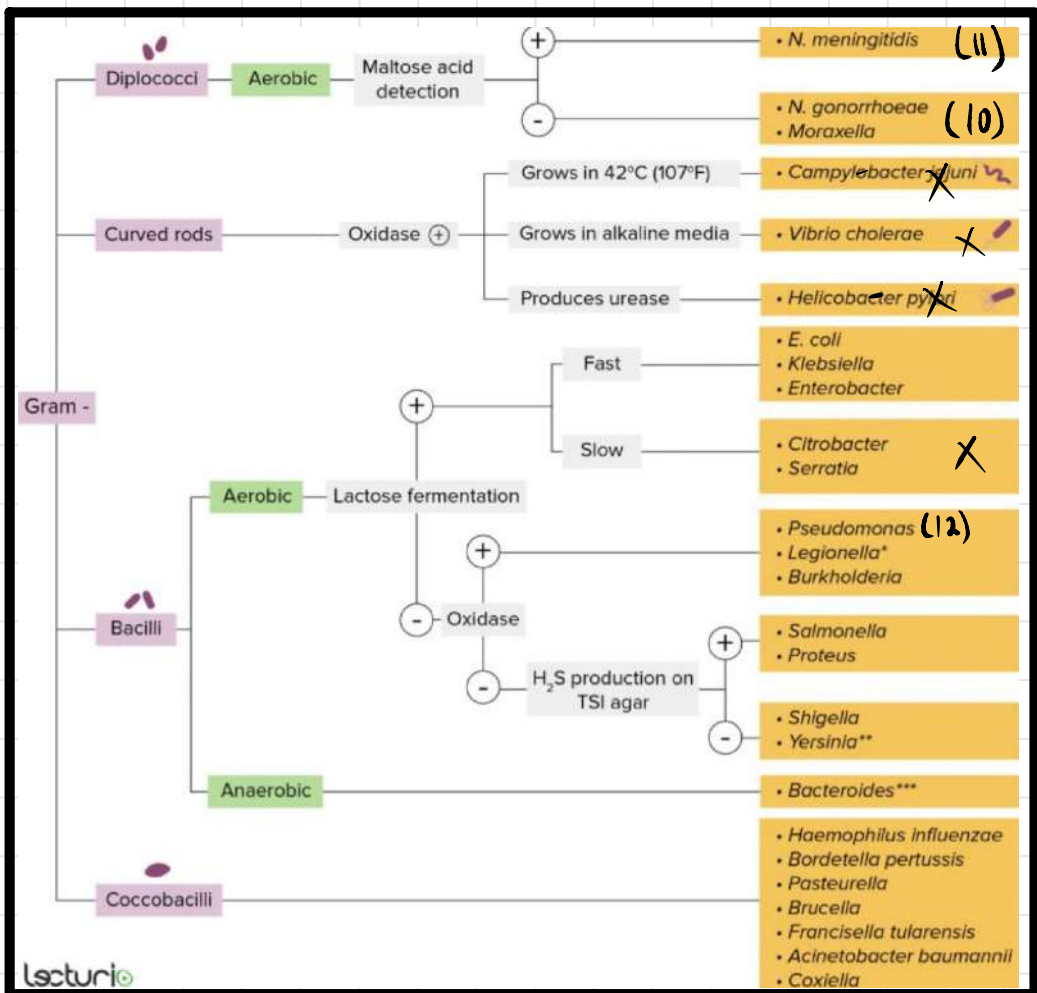 Gram -
Diplococci
Aerobic
Maltose acid
detection
+
• N. meningitidis (11)
-
• N. gonorrhoeae
• Moraxella (10)
Curved rods
Oxidase +
Grows in 42°C (107°F)
• Campylobacter jejuni X
Grows in alkaline media
• Vibrio cholerae X
Produces urease
• Helicobacter pylori X
Bacilli
Aerobic
Lactose fermentation
+
Fast
• E. coli
• Klebsiella
• Enterobacter
Slow
• Citrobacter
• Serratia X
-
Oxidase
+
• Pseudomonas (12)
• Legionella*
• Burkholderia
-
H₂S production on
TSI agar
+
• Salmonella
• Proteus
-
• Shigella
• Yersinia**
Anaerobic
• Bacteroides***
Coccobacilli
• Haemophilus influenzae
• Bordetella pertussis
• Pasteurella
• Brucella
• Francisella tularensis
• Acinetobacter baumannii
• Coxiella
lecturio